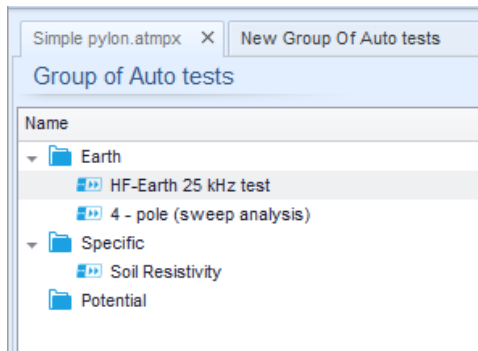 Simple pylon.atmpx
New Group Of Auto tests
Group of Auto tests
Name
Earth
HF-Earth 25 kHz test
4 - pole (sweep analysis)
Specific
Soil Resistivity
Potential